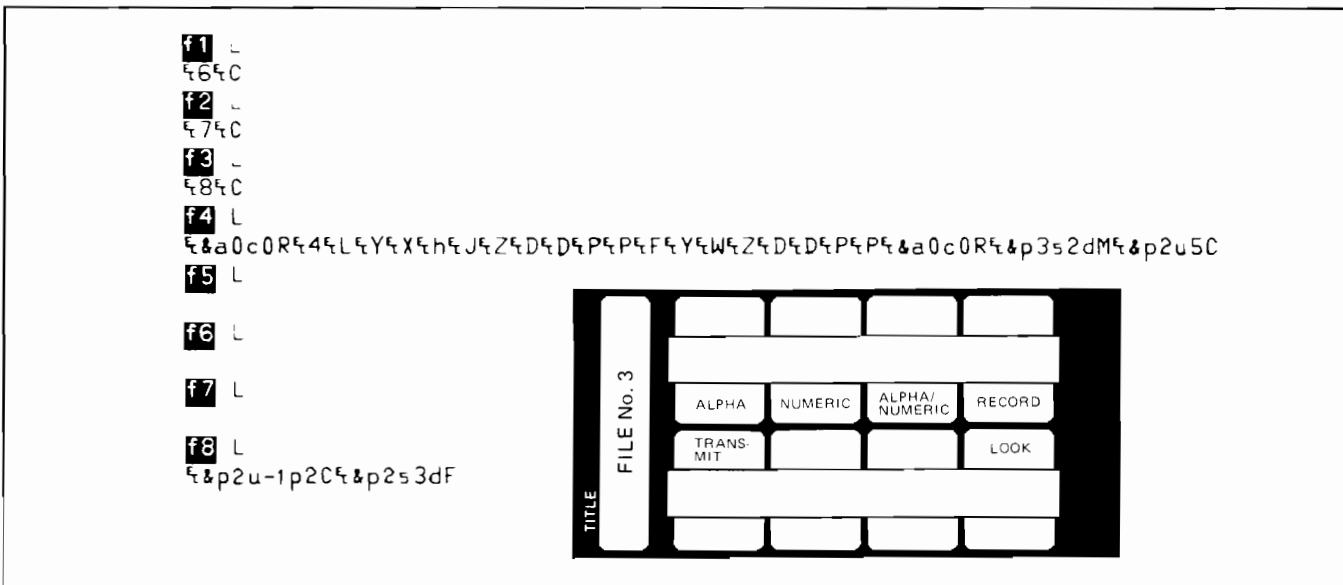 f1 L
␛6␛C
f2 L
␛7␛C
f3 L
␛8␛C
f4 L
␛&a0c0R␛4␛L␛Y␛X␛h␛J␛Z␛D␛D␛P␛P␛F␛Y␛W␛Z␛D␛D␛P␛P␛&a0c0R␛&p3s2dM␛&p2u5C
f5 L
f6 L
f7 L
f8 L
␛&p2u-1p2C␛&p2s3dF
TITLE
FILE No. 3
ALPHA NUMERIC ALPHA/
NUMERIC RECORD
TRANS-
MIT LOOK